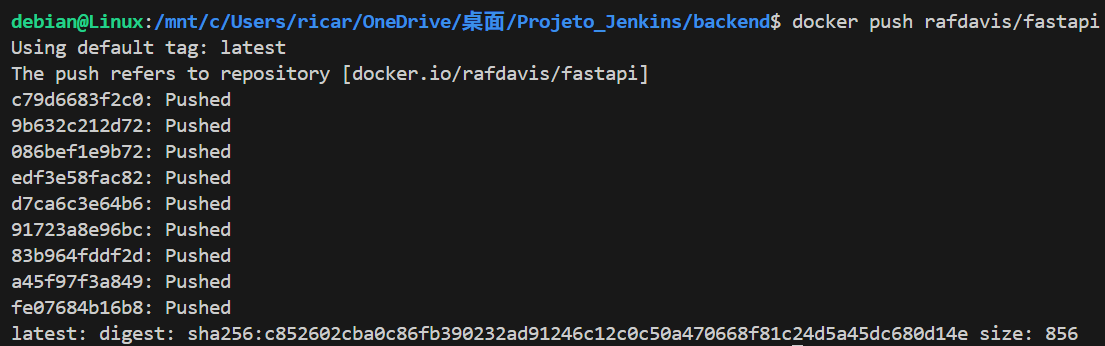 debian@Linux:/mnt/c/Users/ricar/OneDrive/桌面/Projeto_Jenkins/backend$ docker push rafdavis/fastapi
Using default tag: latest
The push refers to repository [docker.io/rafdavis/fastapi]
c79d6683f2c0: Pushed
9b632c212d72: Pushed
086bef1e9b72: Pushed
edf3e58fac82: Pushed
d7ca6c3e64b6: Pushed
91723a8e96bc: Pushed
83b964fddf2d: Pushed
a45f97f3a849: Pushed
fe07684b16b8: Pushed
latest: digest: sha256:c852602cba0c86fb390232ad91246c12c0c50a470668f81c24d5a45dc680d14e size: 856